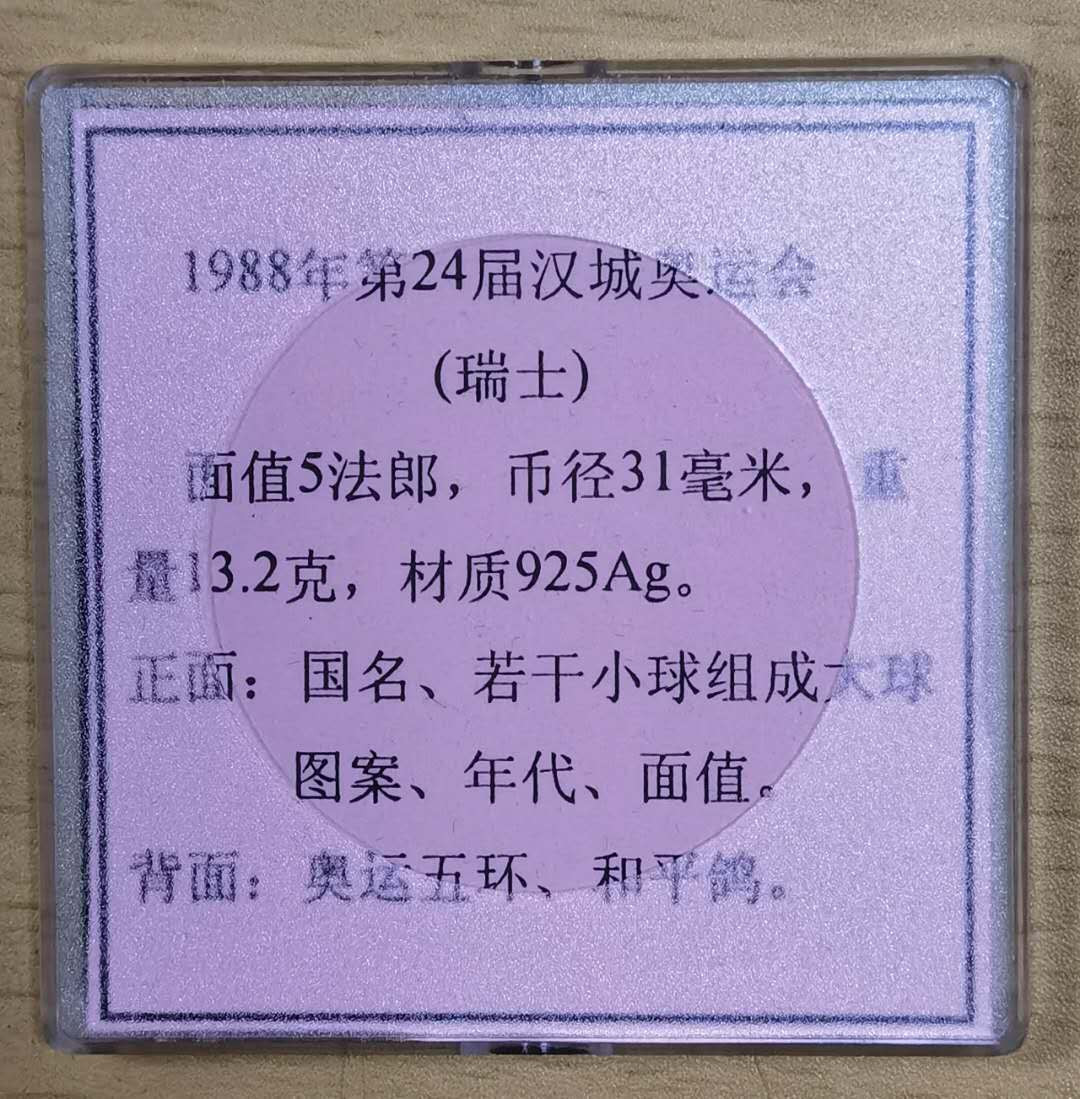 1988年第24届汉城奥运会
(瑞士)
面值5法郎，币径31毫米，重
量13.2克，材质925Ag。
正面：国名、若干小球组成大球
图案、年代、面值。
背面：奥运五环、和平鸽。